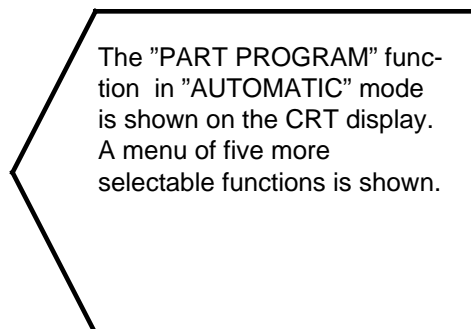 The ”PART PROGRAM” func-
tion  in ”AUTOMATIC” mode
is shown on the CRT display.
A menu of five more
selectable functions is shown.